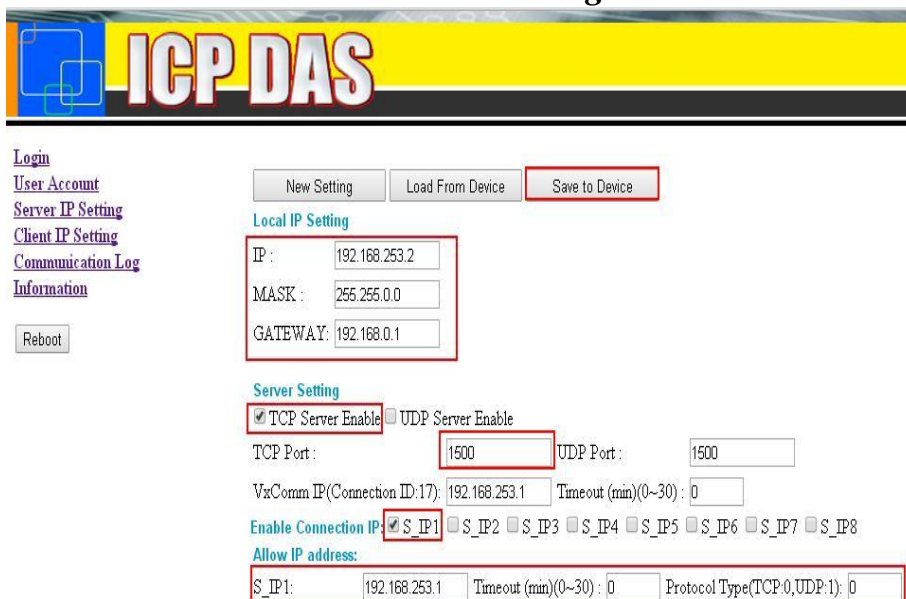 ICP DAS
Login
User Account
Server IP Setting
Client IP Setting
Communication Log
Information
Reboot
New Setting Load From Device Save to Device
Local IP Setting
IP : 192.168.253.2
MASK : 255.255.0.0
GATEWAY: 192.168.0.1
Server Setting
TCP Server Enable UDP Server Enable
TCP Port : 1500 UDP Port : 1500
VxComm IP(Connection ID:17): 192.168.253.1 Timeout (min)(0~30) : 0
Enable Connection IP: S_IP1 S_IP2 S_IP3 S_IP4 S_IP5 S_IP6 S_IP7 S_IP8
Allow IP address:
S_IP1: 192.168.253.1 Timeout (min)(0~30) : 0 Protocol Type(TCP:0,UDP:1): 0